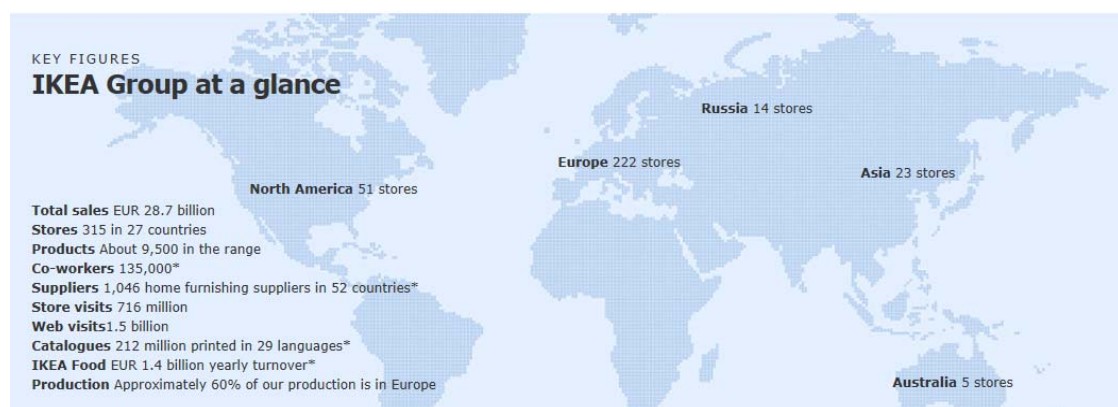 KEY FIGURES
IKEA Group at a glance
Russia 14 stores
Europe 222 stores
Asia 23 stores
North America 51 stores
Total sales EUR 28.7 billion
Stores 315 in 27 countries
Products About 9,500 in the range
Co-workers 135,000*
Suppliers 1,046 home furnishing suppliers in 52 countries*
Store visits 716 million
Web visits1.5 billion
Catalogues 212 million printed in 29 languages*
IKEA Food EUR 1.4 billion yearly turnover*
Production Approximately 60% of our production is in Europe
Australia 5 stores